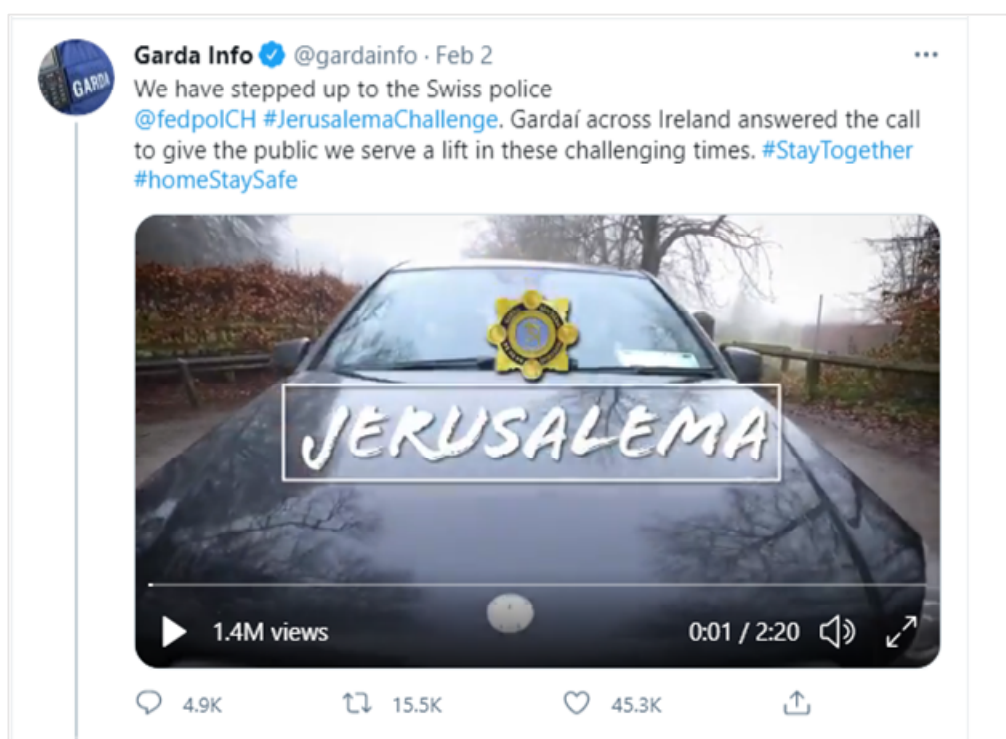 Garda Info @gardainfo · Feb 2
We have stepped up to the Swiss police
@fedpolCH #JerusalemaChallenge. Gardaí across Ireland answered the call
to give the public we serve a lift in these challenging times. #StayTogether
#homeStaySafe
GARDA
JERUSALEMA
1.4M views
0:01 / 2:20
4.9K
15.5K
45.3K